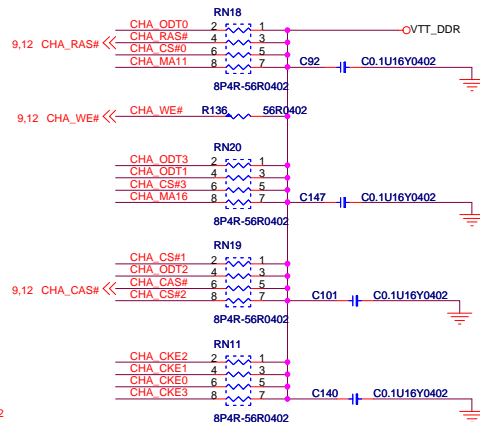 RN18
CHA_ODT0 2 1 VTT_DDR
CHA_RAS# 4 3
9,12 CHA_RAS#
CHA_CS#0 6 5
CHA_MA11 8 7 C92 C0.1U16Y0402
8P4R-56R0402
CHA_WE# R136 56R0402
9,12 CHA_WE#
RN20
CHA_ODT3 2 1
CHA_ODT1 4 3
CHA_CS#3 6 5
CHA_MA16 8 7 C147 C0.1U16Y0402
8P4R-56R0402
RN19
CHA_CS#1 2 1
CHA_ODT2 4 3
9,12 CHA_CAS# CHA_CAS# 6 5
CHA_CS#2 8 7 C101 C0.1U16Y0402
8P4R-56R0402
RN11
CHA_CKE2 2 1
CHA_CKE1 4 3
CHA_CKE0 6 5
CHA_CKE3 8 7 C140 C0.1U16Y0402
2
8P4R-56R0402